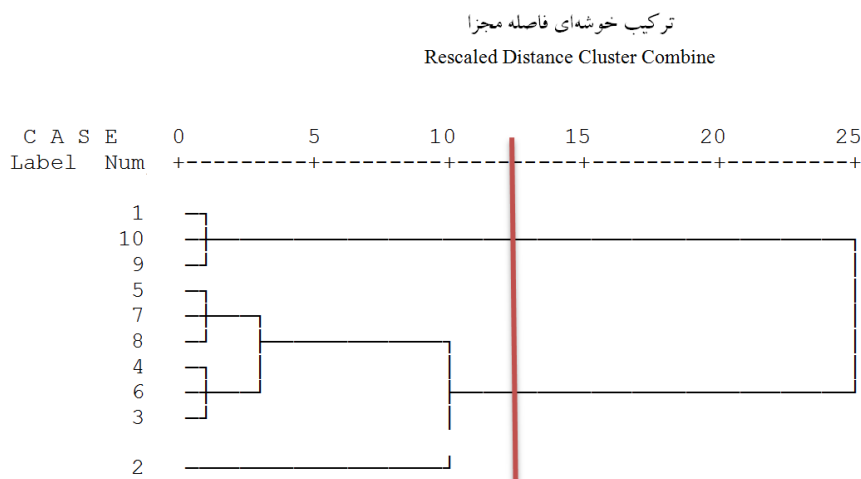 ترکیب خوشه‌ای فاصله مجزا
Rescaled Distance Cluster Combine
C A S E 0 5 10 15 20 25
Label Num +---------+---------+---------+---------+---------+
1
10
9
5
7
8
4
6
3
2